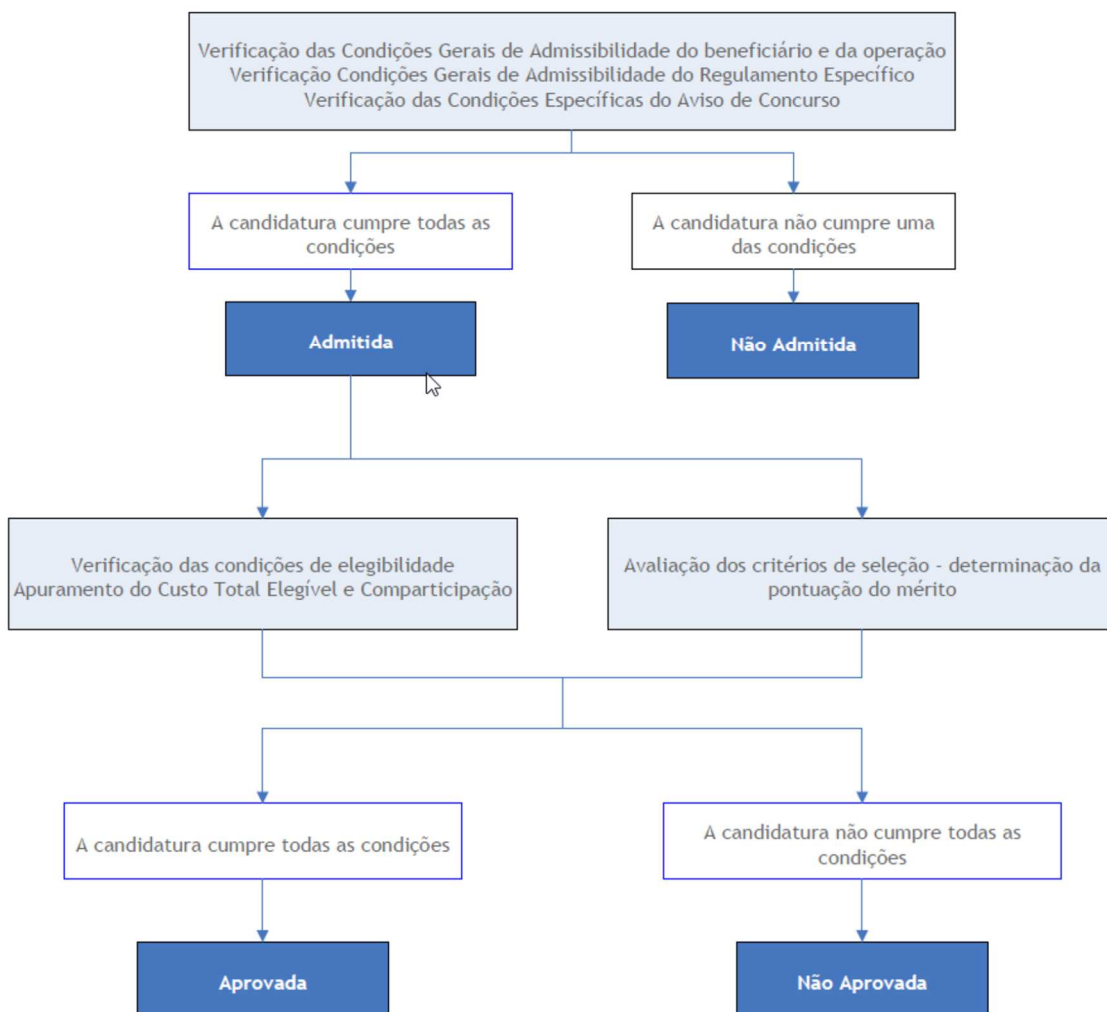 Verificação das Condições Gerais de Admissibilidade do beneficiário e da operação
Verificação Condições Gerais de Admissibilidade do Regulamento Específico
Verificação das Condições Específicas do Aviso de Concurso
A candidatura cumpre todas as
condições
A candidatura não cumpre uma
das condições
Admitida
Não Admitida
Verificação das condições de elegibilidade
Apuramento do Custo Total Elegível e Comparticipação
Avaliação dos critérios de seleção - determinação da
pontuação do mérito
A candidatura cumpre todas as condições
A candidatura não cumpre todas as
condições
Aprovada
Não Aprovada